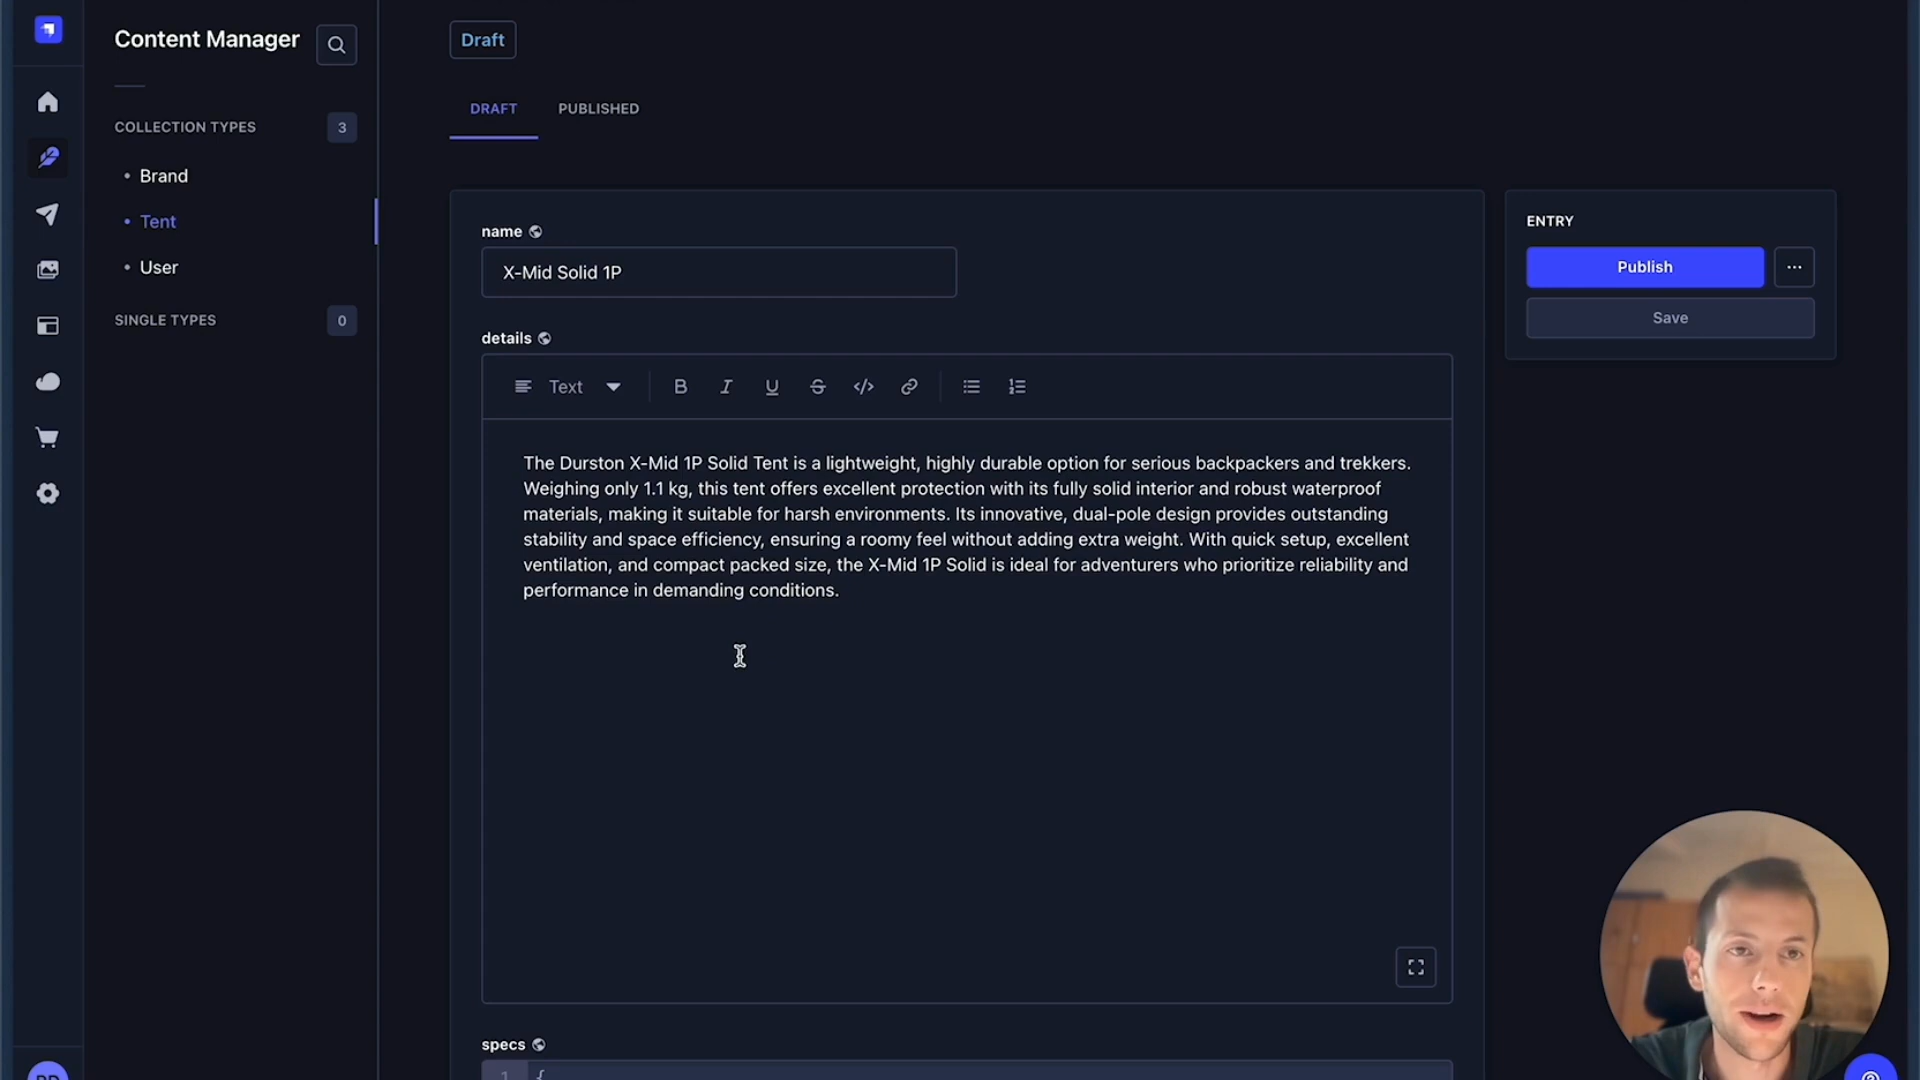 Content Manager
COLLECTION TYPES
3
Brand
Tent
User
SINGLE TYPES
0
Draft
DRAFT
PUBLISHED
name
X-Mid Solid 1P
details
Text
B
I
U
S
The Durston X-Mid 1P Solid Tent is a lightweight, highly durable option for serious backpackers and trekkers.
Weighing only 1.1 kg, this tent offers excellent protection with its fully solid interior and robust waterproof
materials, making it suitable for harsh environments. Its innovative, dual-pole design provides outstanding
stability and space efficiency, ensuring a roomy feel without adding extra weight. With quick setup, excellent
ventilation, and compact packed size, the X-Mid 1P Solid is ideal for adventurers who prioritize reliability and
performance in demanding conditions.
specs
1 {
ENTRY
Publish
...
Save